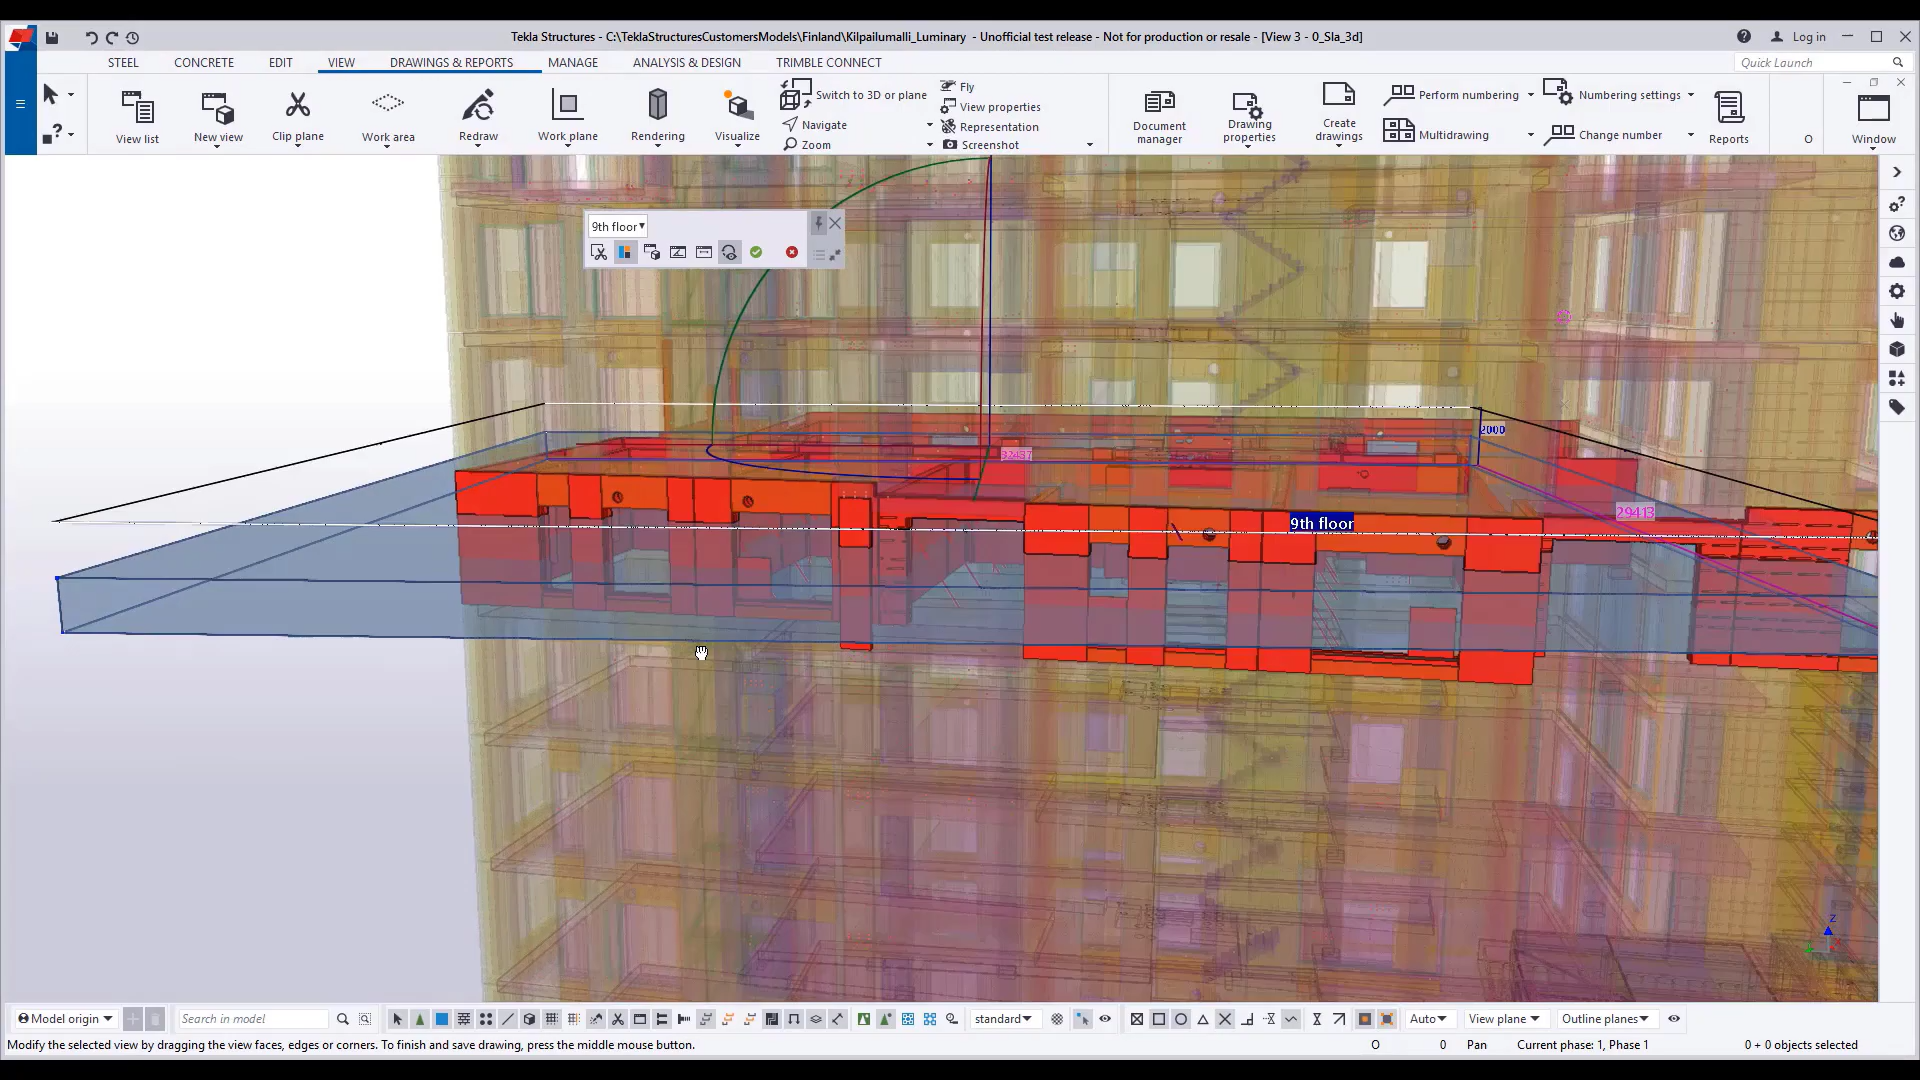 Tekla Structures - C:\TeklaStructuresCustomersModels\Finland\Kilpailumalli_Luminary - Unofficial test release - Not for production or resale - [View 3 - 0_Sla_3d]
Log in
STEEL CONCRETE EDIT VIEW DRAWINGS & REPORTS MANAGE ANALYSIS & DESIGN TRIMBLE CONNECT
Quick Launch
View list
New view
Clip plane
Work area
Redraw
Work plane
Rendering
Visualize
Switch to 3D or plane
Navigate
Zoom
Fly
View properties
Representation
Screenshot
Document manager
Drawing properties
Create drawings
Perform numbering
Multidrawing
Numbering settings
Change number
Reports
O
Window
9th floor
2000
32437
29413
9th floor
Z
Model origin
Search in model
standard
Auto
View plane
Outline planes
Modify the selected view by dragging the view faces, edges or corners. To finish and save drawing, press the middle mouse button.
O 0 Pan Current phase: 1, Phase 1 0 + 0 objects selected